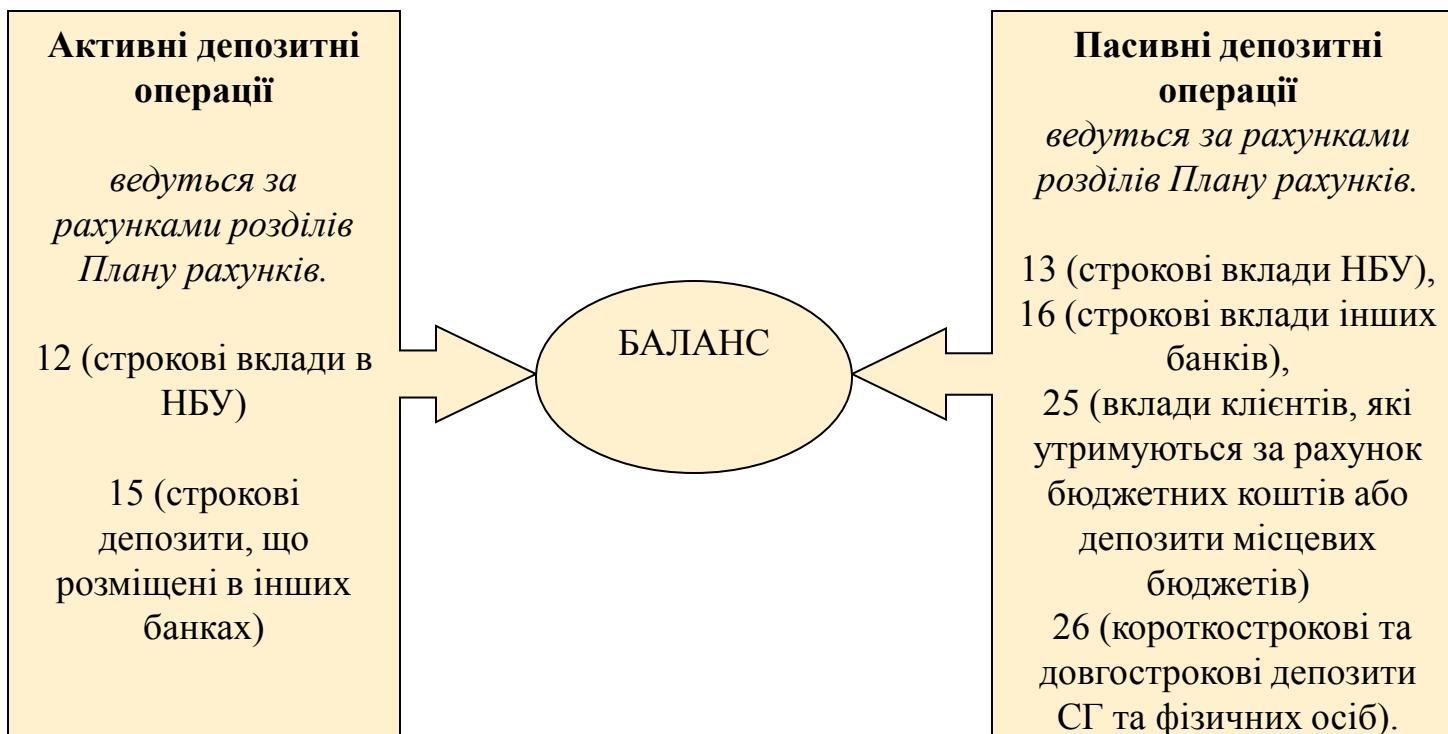 Активні депозитні
операції
ведуться за
рахунками розділів
Плану рахунків.
12 (строкові вклади в
НБУ)
15 (строкові
депозити, що
розміщені в інших
банках)
БАЛАНС
Пасивні депозитні
операції
ведуться за рахунками
розділів Плану рахунків.
13 (строкові вклади НБУ),
16 (строкові вклади інших
банків),
25 (вклади клієнтів, які
утримуються за рахунок
бюджетних коштів або
депозити місцевих
бюджетів)
26 (короткострокові та
довгострокові депозити
СГ та фізичних осіб).